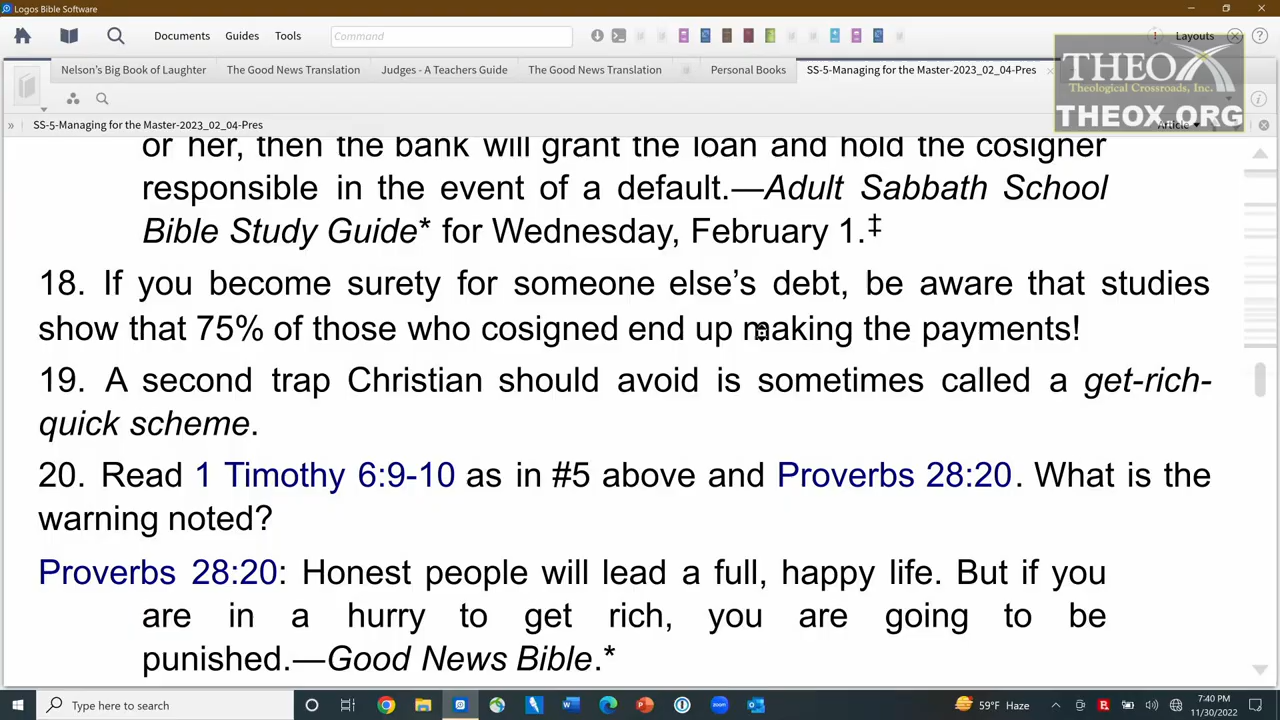 Logos Bible Software
Documents Guides Tools Command Layouts
Nelson's Big Book of Laughter The Good News Translation Judges - A Teachers Guide The Good News Translation Personal Books SS-5-Managing for the Master-2023_02_04-Pres
THEOX
Theological Crossroads, Inc.
THEOX.ORG
» SS-5-Managing for the Master-2023_02_04-Pres Article
or her, then the bank will grant the loan and hold the cosigner
responsible in the event of a default.—Adult Sabbath School
Bible Study Guide* for Wednesday, February 1.‡
18. If you become surety for someone else's debt, be aware that studies
show that 75% of those who cosigned end up making the payments!
19. A second trap Christian should avoid is sometimes called a get-rich-
quick scheme.
20. Read 1 Timothy 6:9-10 as in #5 above and Proverbs 28:20. What is the
warning noted?
Proverbs 28:20: Honest people will lead a full, happy life. But if you
are in a hurry to get rich, you are going to be
punished.—Good News Bible.*
Type here to search
59°F Haze
7:40 PM
11/30/2022